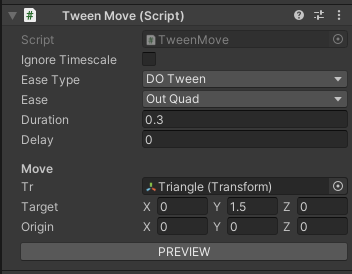 Tween Move (Script)
Script TweenMove
Ignore Timescale
Ease Type DO Tween
Ease Out Quad
Duration 0.3
Delay 0
Move
Tr Triangle (Transform)
Target X 0 Y 1.5 Z 0
Origin X 0 Y 0 Z 0
PREVIEW